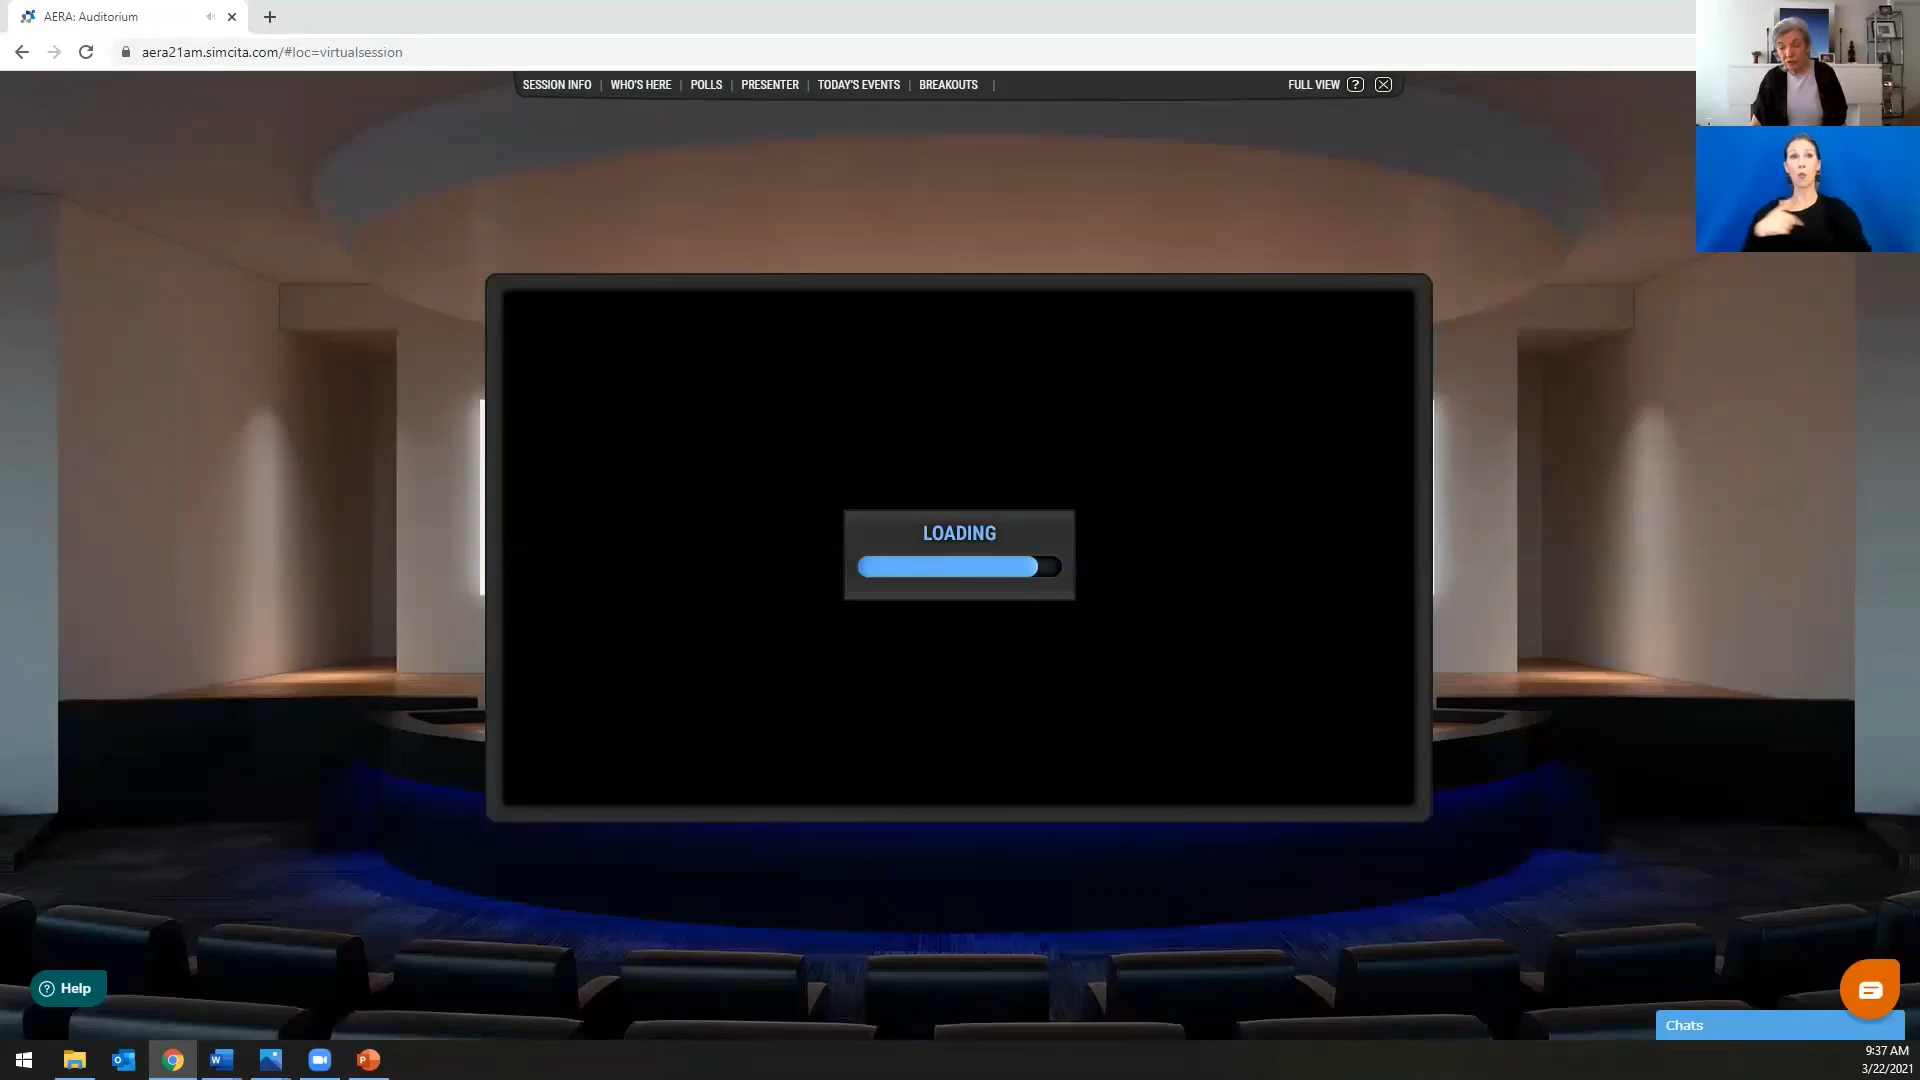 AERA: Auditorium
aera21am.simcita.com/#loc=virtualsession
SESSION INFO | WHO'S HERE | POLLS | PRESENTER | TODAY'S EVENTS | BREAKOUTS |
FULL VIEW ?
LOADING
? Help
Chats
9:37 AM
3/22/2021